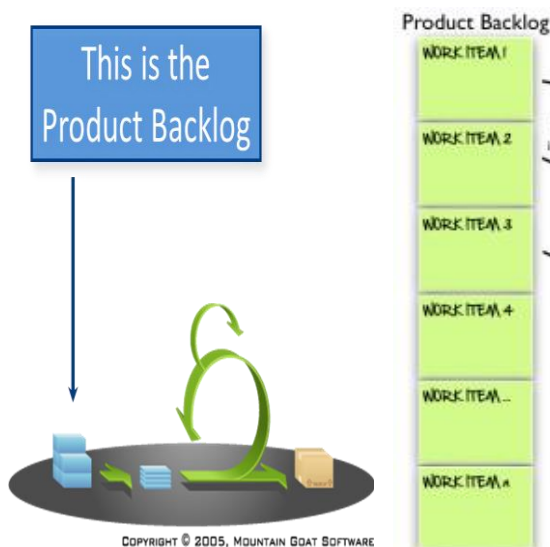 This is the
Product Backlog
COPYRIGHT © 2005, MOUNTAIN GOAT SOFTWARE
Product Backlog
WORK ITEM 1
WORK ITEM 2
WORK ITEM 3
WORK ITEM 4
WORK ITEM ...
WORK ITEM n